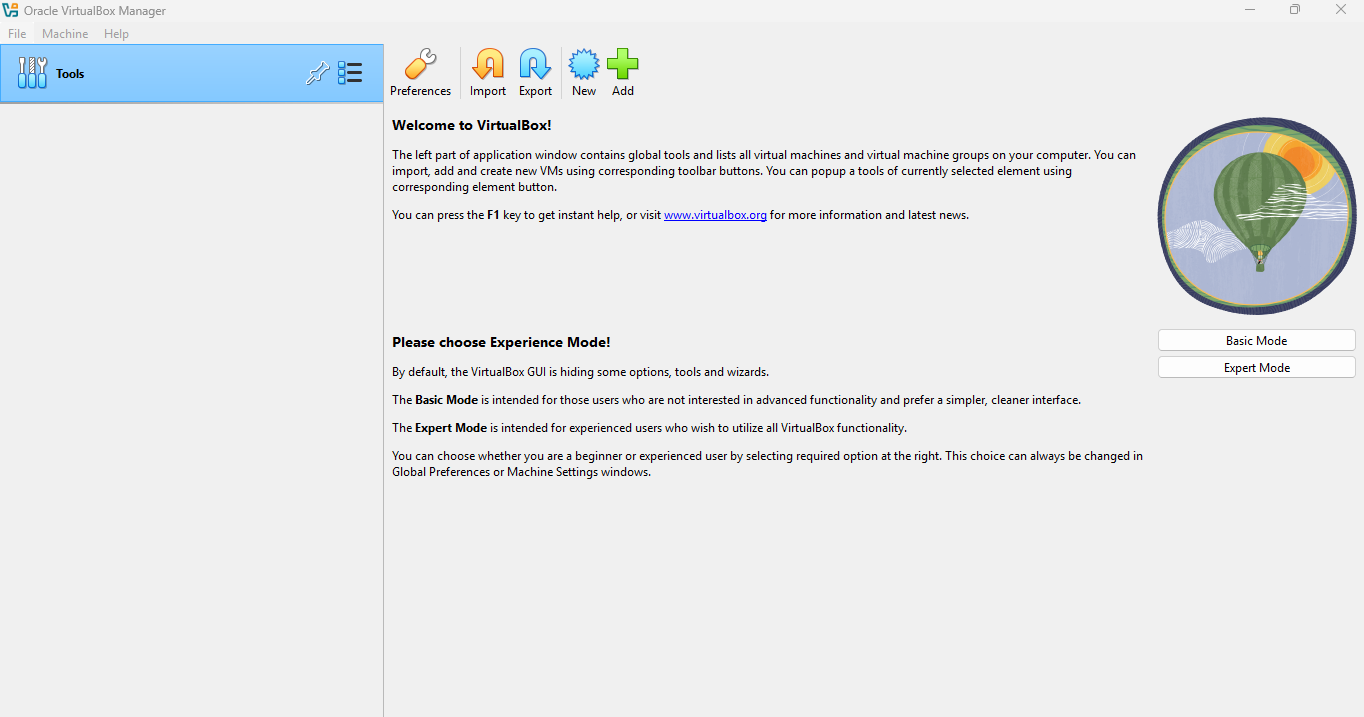 Oracle VirtualBox Manager
File Machine Help
Tools
Preferences Import Export New Add
Welcome to VirtualBox!
The left part of application window contains global tools and lists all virtual machines and virtual machine groups on your computer. You can
import, add and create new VMs using corresponding toolbar buttons. You can popup a tools of currently selected element using
corresponding element button.
You can press the F1 key to get instant help, or visit www.virtualbox.org for more information and latest news.
Please choose Experience Mode!
By default, the VirtualBox GUI is hiding some options, tools and wizards.
The Basic Mode is intended for those users who are not interested in advanced functionality and prefer a simpler, cleaner interface.
The Expert Mode is intended for experienced users who wish to utilize all VirtualBox functionality.
You can choose whether you are a beginner or experienced user by selecting required option at the right. This choice can always be changed in
Global Preferences or Machine Settings windows.
Basic Mode
Expert Mode